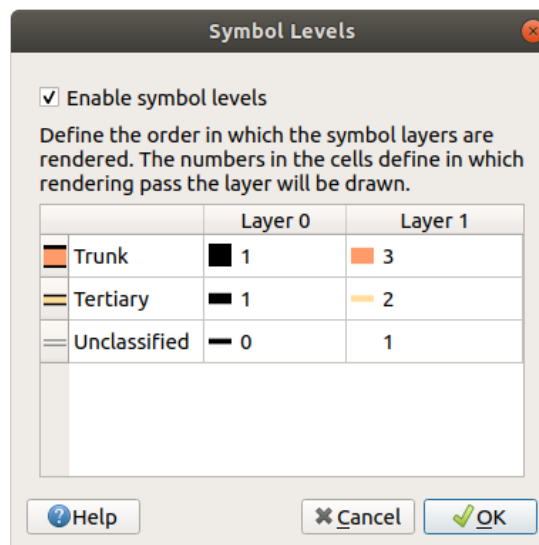 Symbol Levels
Enable symbol levels
Define the order in which the symbol layers are
rendered. The numbers in the cells define in which
rendering pass the layer will be drawn.
Layer 0 Layer 1
Trunk 1 3
Tertiary 1 2
Unclassified 0 1
Help Cancel OK